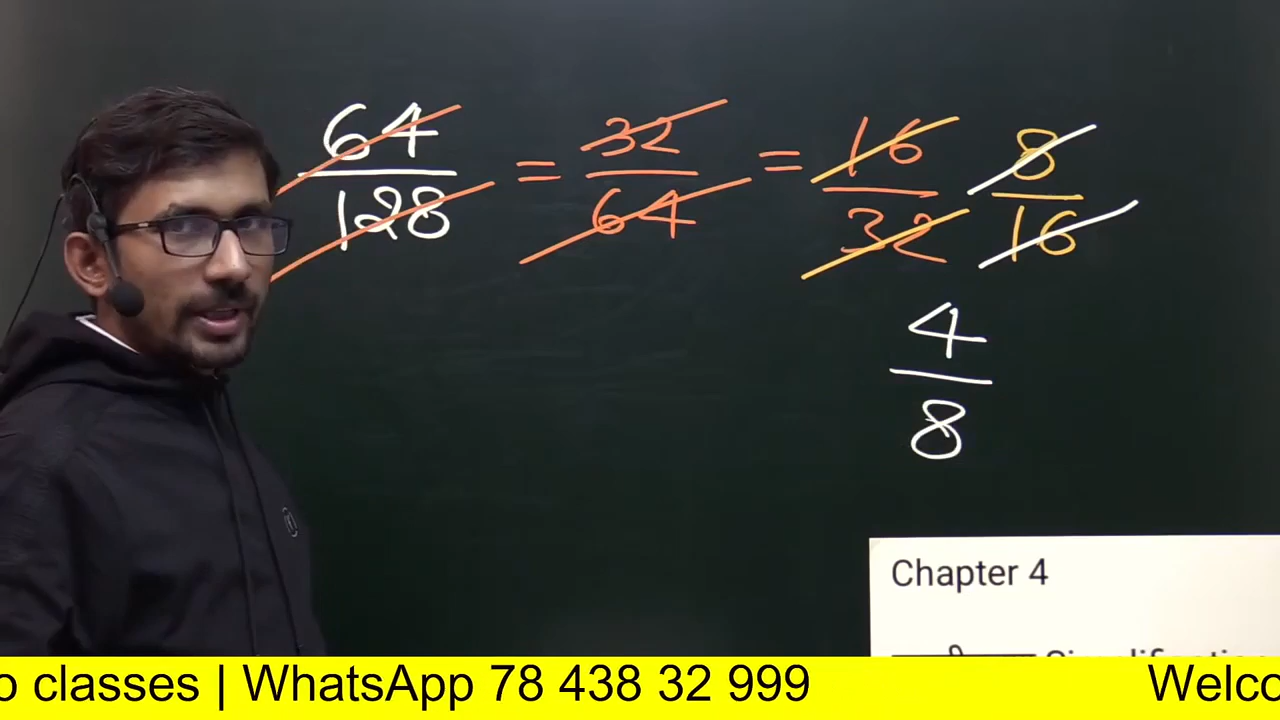 64/128 = 32/64 = 16/32 8/16
4/8
Chapter 4
o classes | WhatsApp 78 438 32 999
Welco